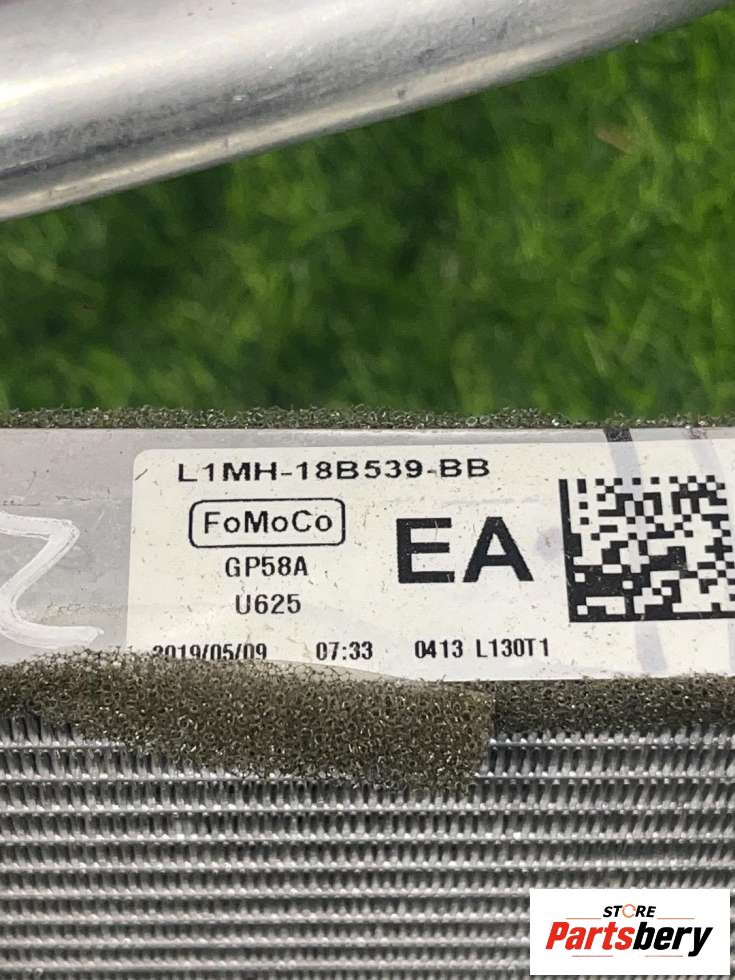 L1MH-18B539-BB
FoMoCo
EA
GP58A
U625
2019/05/09 07:33 0413 L130T1
STORE
Partsbery